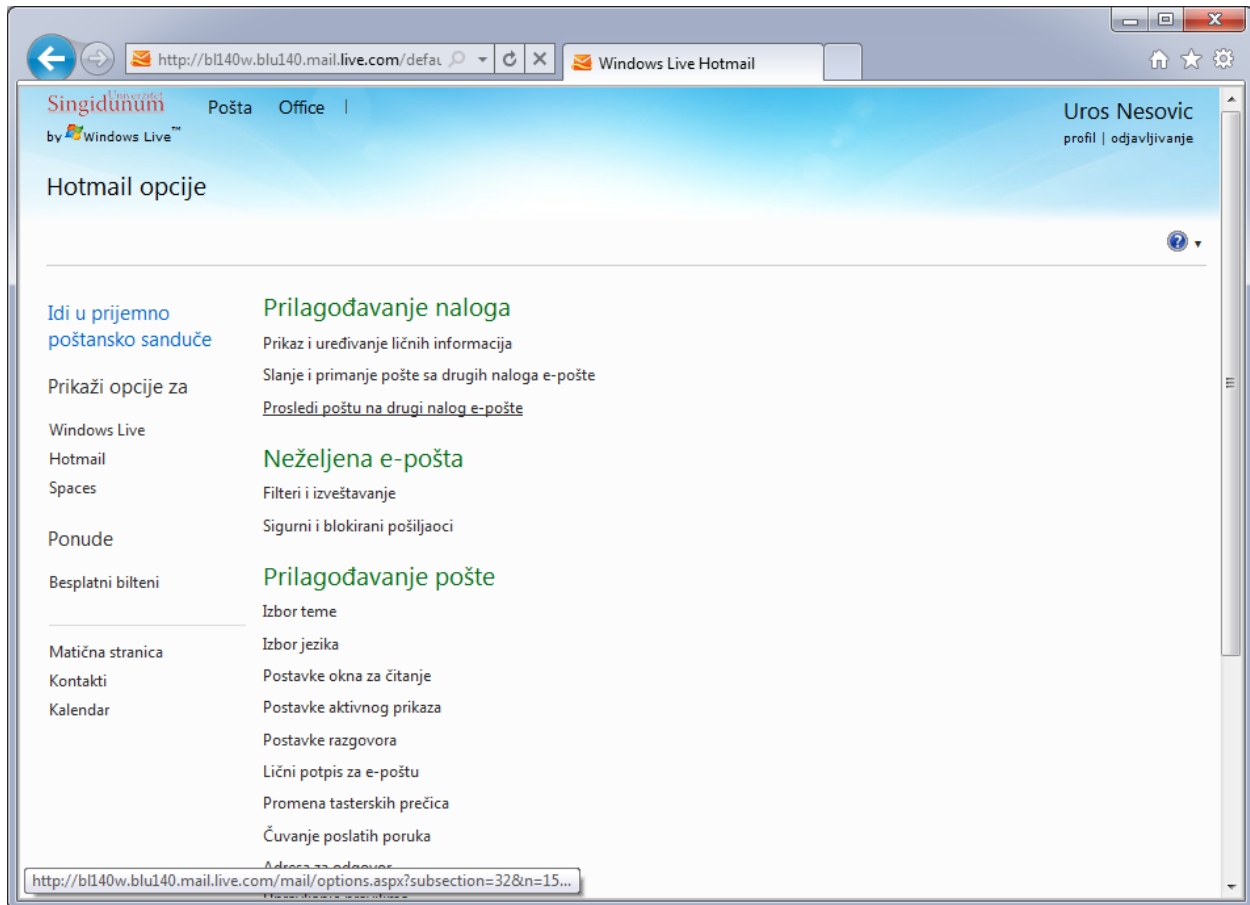 http://bl140w.blu140.mail.live.com/defau
Windows Live Hotmail
Univerzitet
Singidunum
Pošta Office |
by Windows Live™
Uros Nesovic
profil | odjavljivanje
Hotmail opcije
Idi u prijemno
poštansko sanduče
Prikaži opcije za
Windows Live
Hotmail
Spaces
Ponude
Besplatni bilteni
Matična stranica
Kontakti
Kalendar
Prilagođavanje naloga
Prikaz i uređivanje ličnih informacija
Slanje i primanje pošte sa drugih naloga e-pošte
Prosledi poštu na drugi nalog e-pošte
Neželjena e-pošta
Filteri i izveštavanje
Sigurni i blokirani pošiljaoci
Prilagođavanje pošte
Izbor teme
Izbor jezika
Postavke okna za čitanje
Postavke aktivnog prikaza
Postavke razgovora
Lični potpis za e-poštu
Promena tasterskih prečica
Čuvanje poslatih poruka
Adresa za odgovor
http://bl140w.blu140.mail.live.com/mail/options.aspx?subsection=32&n=15...